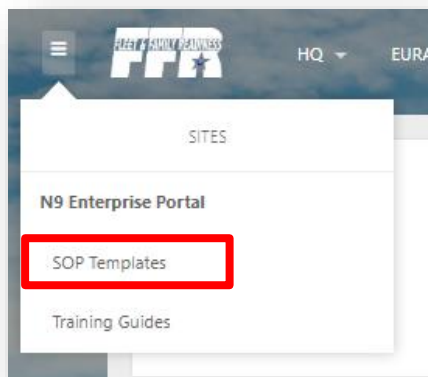 FLEET & FAMILY READINESS
FFR
HQ
EURA
SITES
N9 Enterprise Portal
SOP Templates
Training Guides